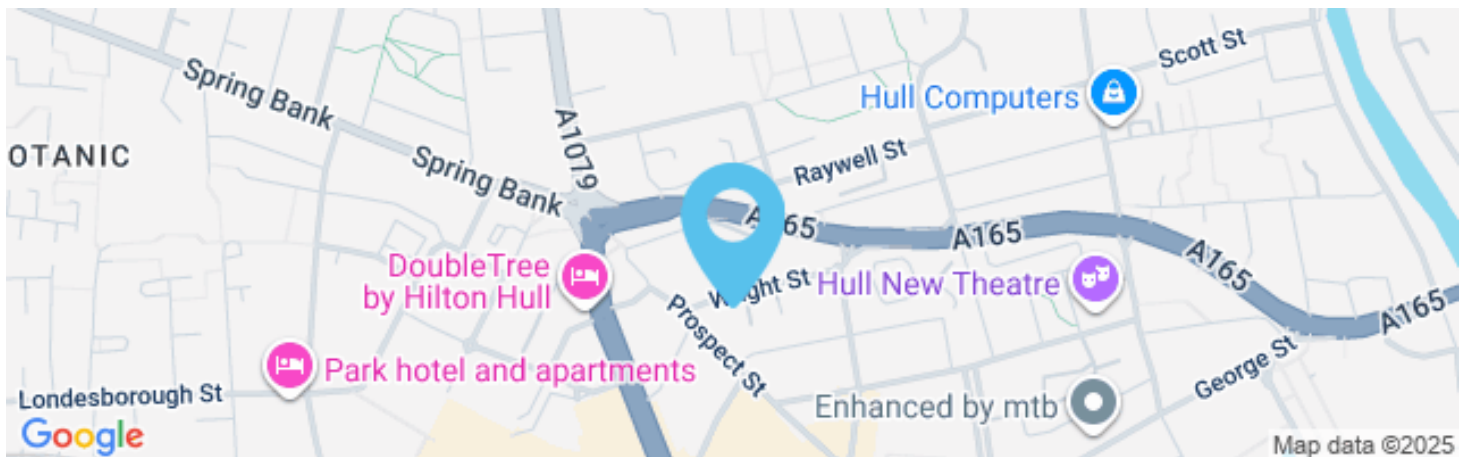 Scott St
Spring Bank
Hull Computers
A1079
OTANIC
Raywell St
Spring Bank
A165
A165
A165
DoubleTree
by Hilton Hull
Wright St
Hull New Theatre
A165
Prospect St
George St
Park hotel and apartments
Londesborough St
Enhanced by mtb
Google
Map data ©2025